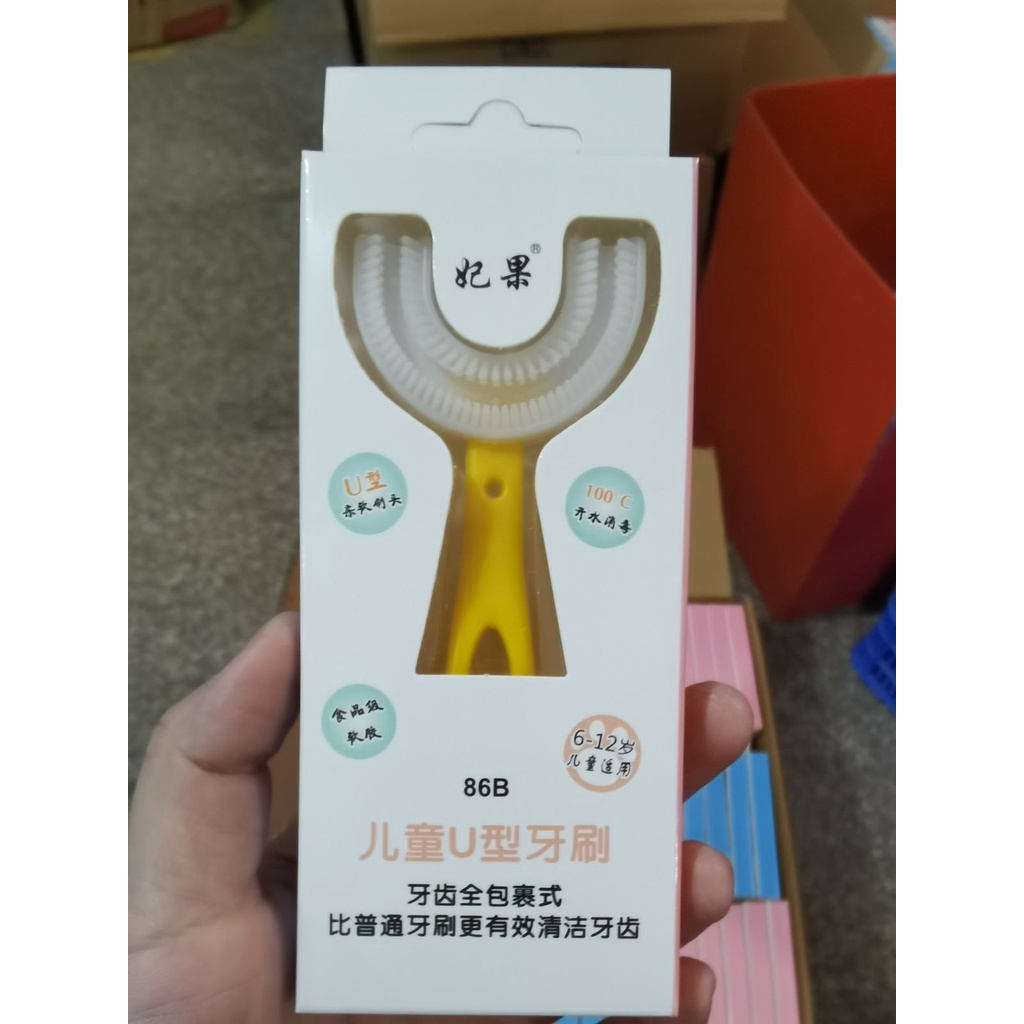 妃果®
U型
柔软刷头
100℃
开水消毒
食品级
软胶
6-12岁
儿童适用
86B
儿童U型牙刷
牙齿全包裹式
比普通牙刷更有效清洁牙齿